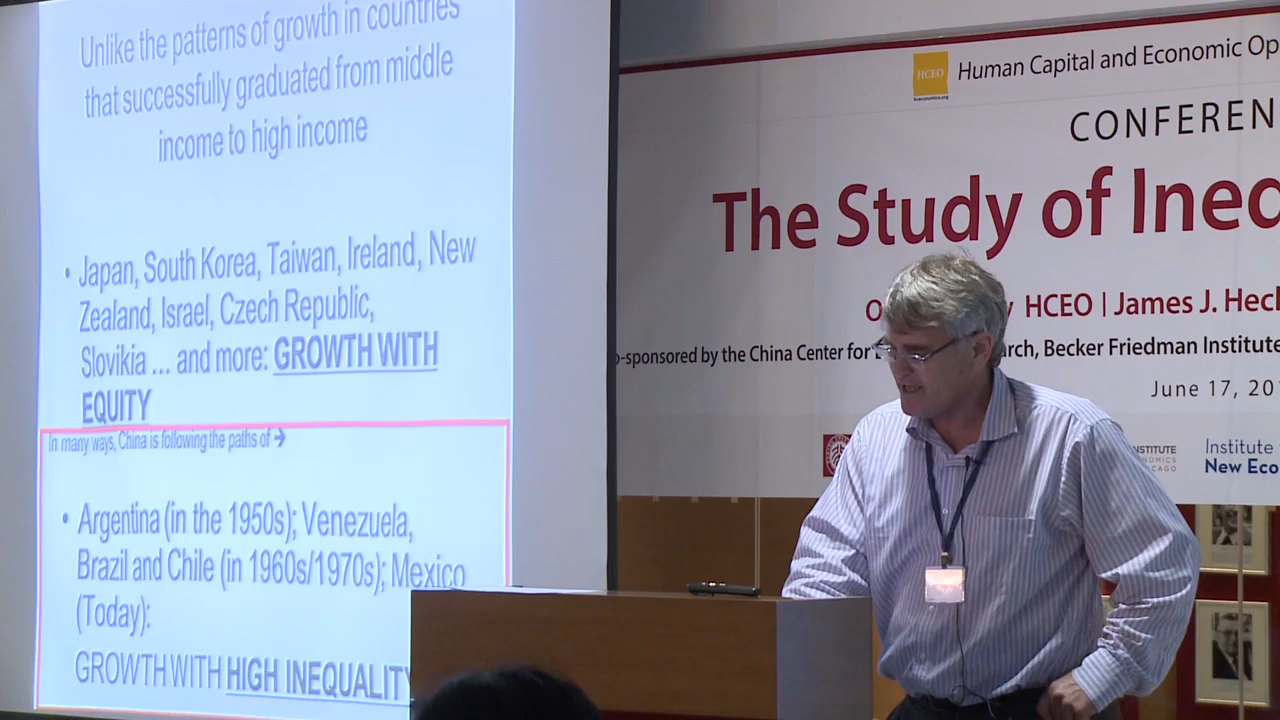 Unlike the patterns of growth in countries
that successfully graduated from middle
income to high income
• Japan, South Korea, Taiwan, Ireland, New
Zealand, Israel, Czech Republic,
Slovikia ... and more: GROWTH WITH
EQUITY
In many ways, China is following the paths of →
• Argentina (in the 1950s); Venezuela,
Brazil and Chile (in 1960s/1970s); Mexico
(Today):
GROWTH WITH HIGH INEQUALITY
HCEO
Human Capital and Economic Op
CONFEREN
The Study of Ineq
HCEO | James J. Heck
o-sponsored by the China Center for
arch, Becker Friedman Institute
June 17, 201
Institute
New Eco